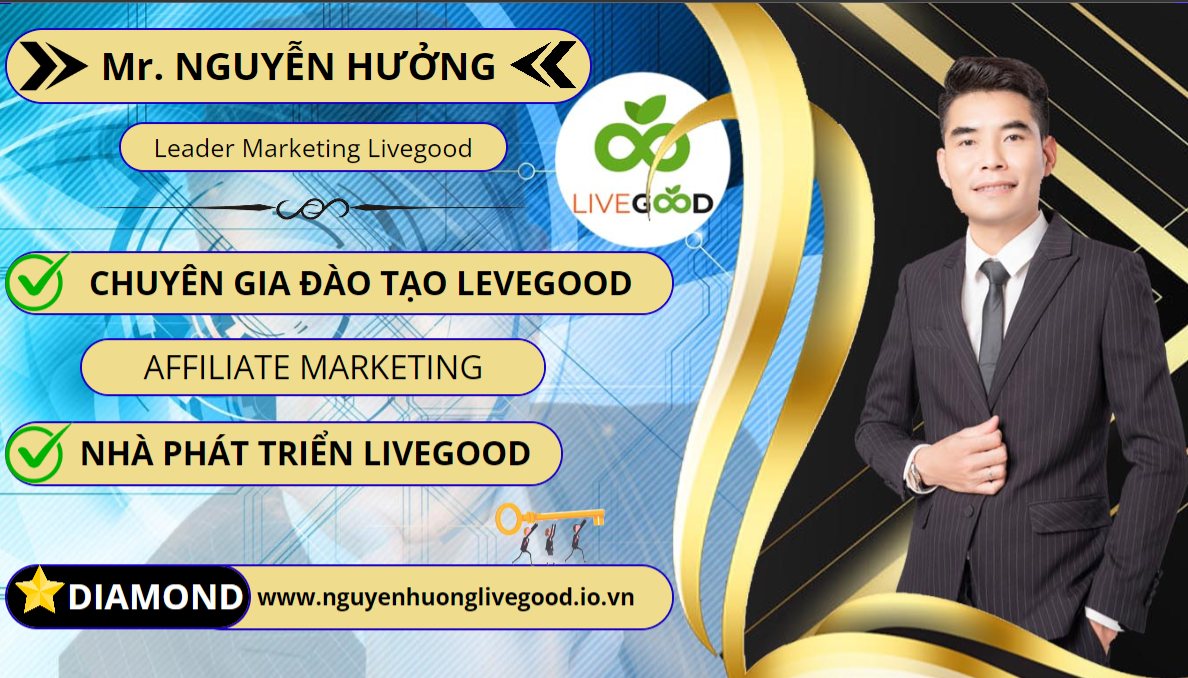 Mr. NGUYỄN HƯỞNG
Leader Marketing Livegood
LIVEGOOD
CHUYÊN GIA ĐÀO TẠO LEVEGOOD
AFFILIATE MARKETING
NHÀ PHÁT TRIỂN LIVEGOOD
DIAMOND www.nguyenhuonglivegood.io.vn